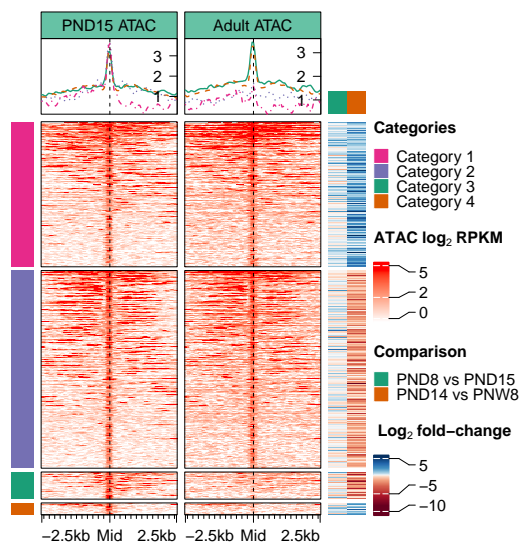 PND15 ATAC
Adult ATAC
3
2
1
3
2
1
Categories
Category 1
Category 2
Category 3
Category 4
ATAC log2 RPKM
5
2
0
Comparison
PND8 vs PND15
PND14 vs PNW8
Log2 fold−change
5
−5
−10
−2.5kb Mid 2.5kb
−2.5kb Mid 2.5kb